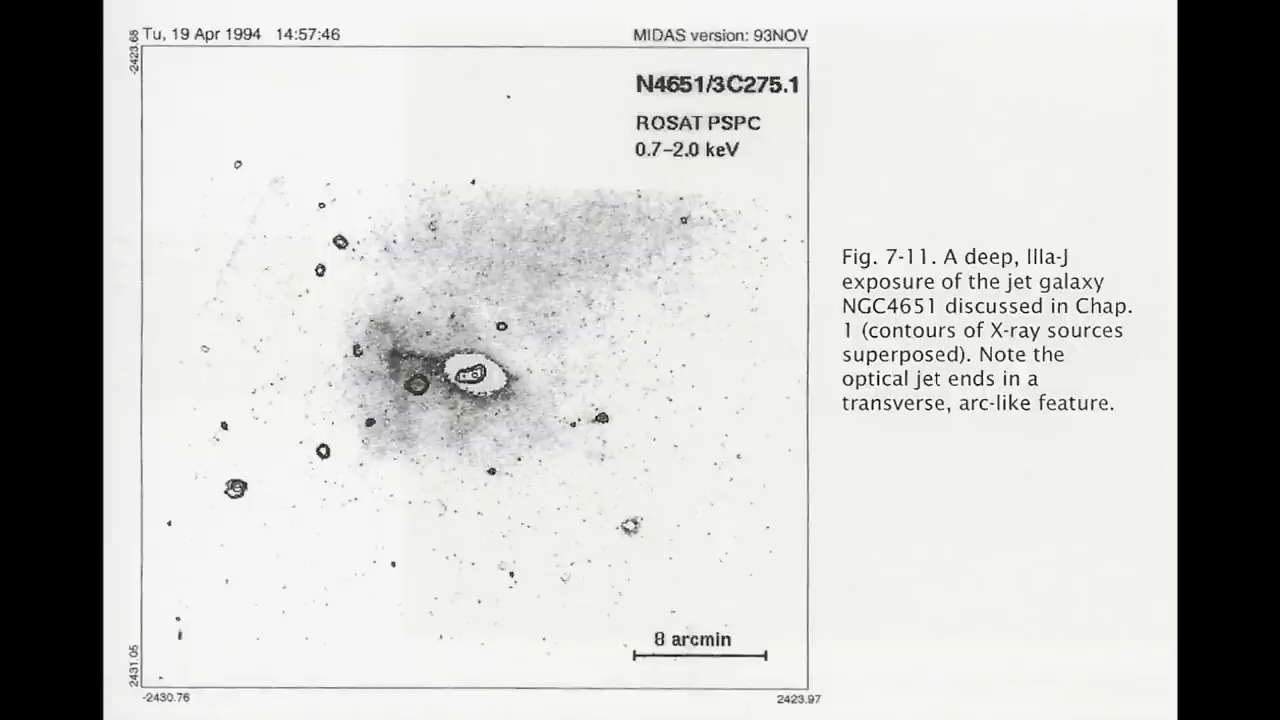 Tu, 19 Apr 1994 14:57:46
MIDAS version: 93NOV
-2423.68
N4651/3C275.1
ROSAT PSPC
0.7–2.0 keV
Fig. 7-11. A deep, IIIa-J
exposure of the jet galaxy
NGC4651 discussed in Chap.
1 (contours of X-ray sources
superposed). Note the
optical jet ends in a
transverse, arc-like feature.
8 arcmin
-2431.05
-2430.76
2423.97